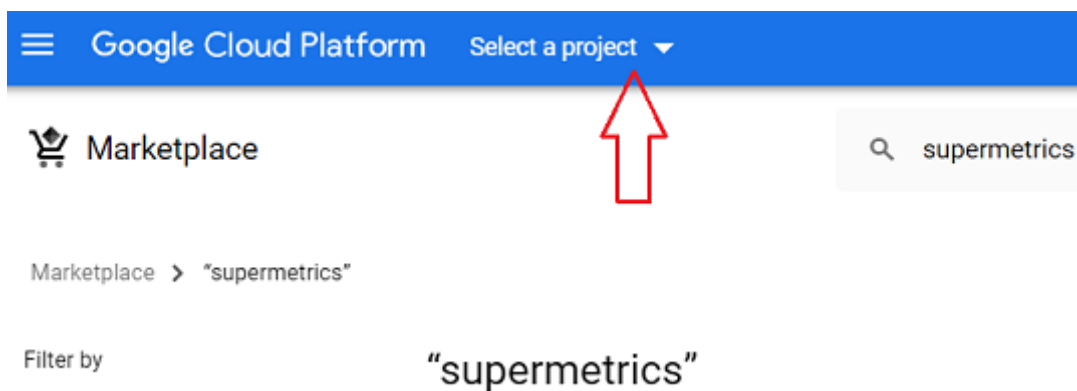 Google Cloud Platform Select a project
Marketplace
supermetrics
Marketplace > “supermetrics”
Filter by
“supermetrics”